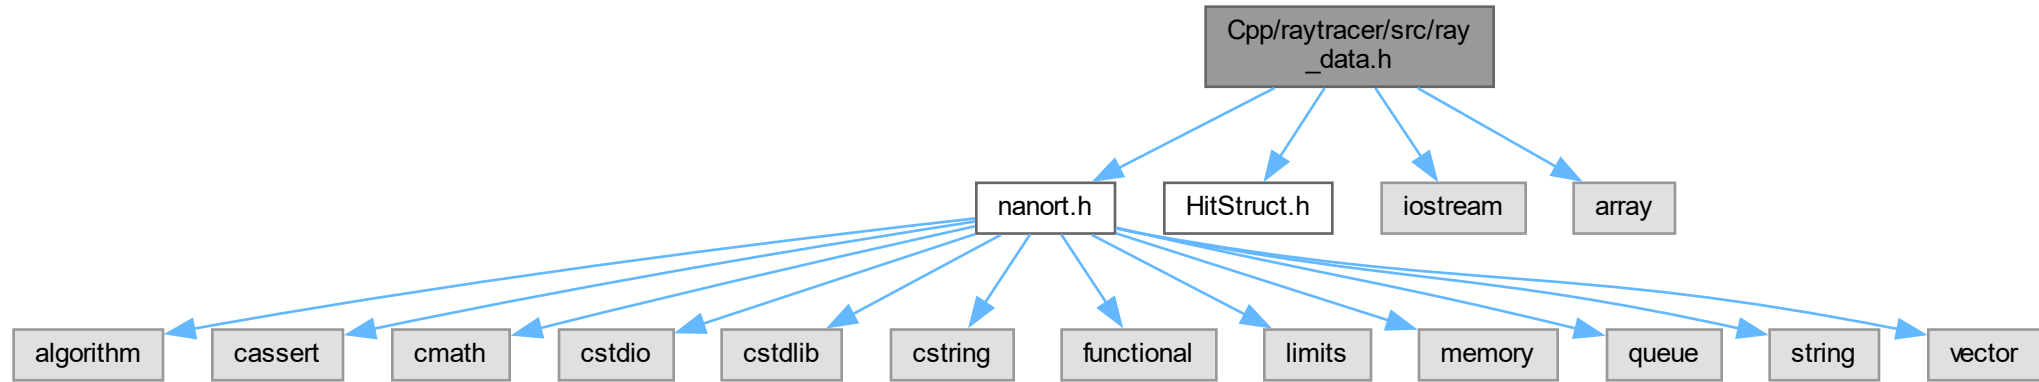 Cpp/raytracer/src/ray
_data.h
nanort.h
HitStruct.h
iostream
array
algorithm
cassert
cmath
cstdio
cstdlib
cstring
functional
limits
memory
queue
string
vector